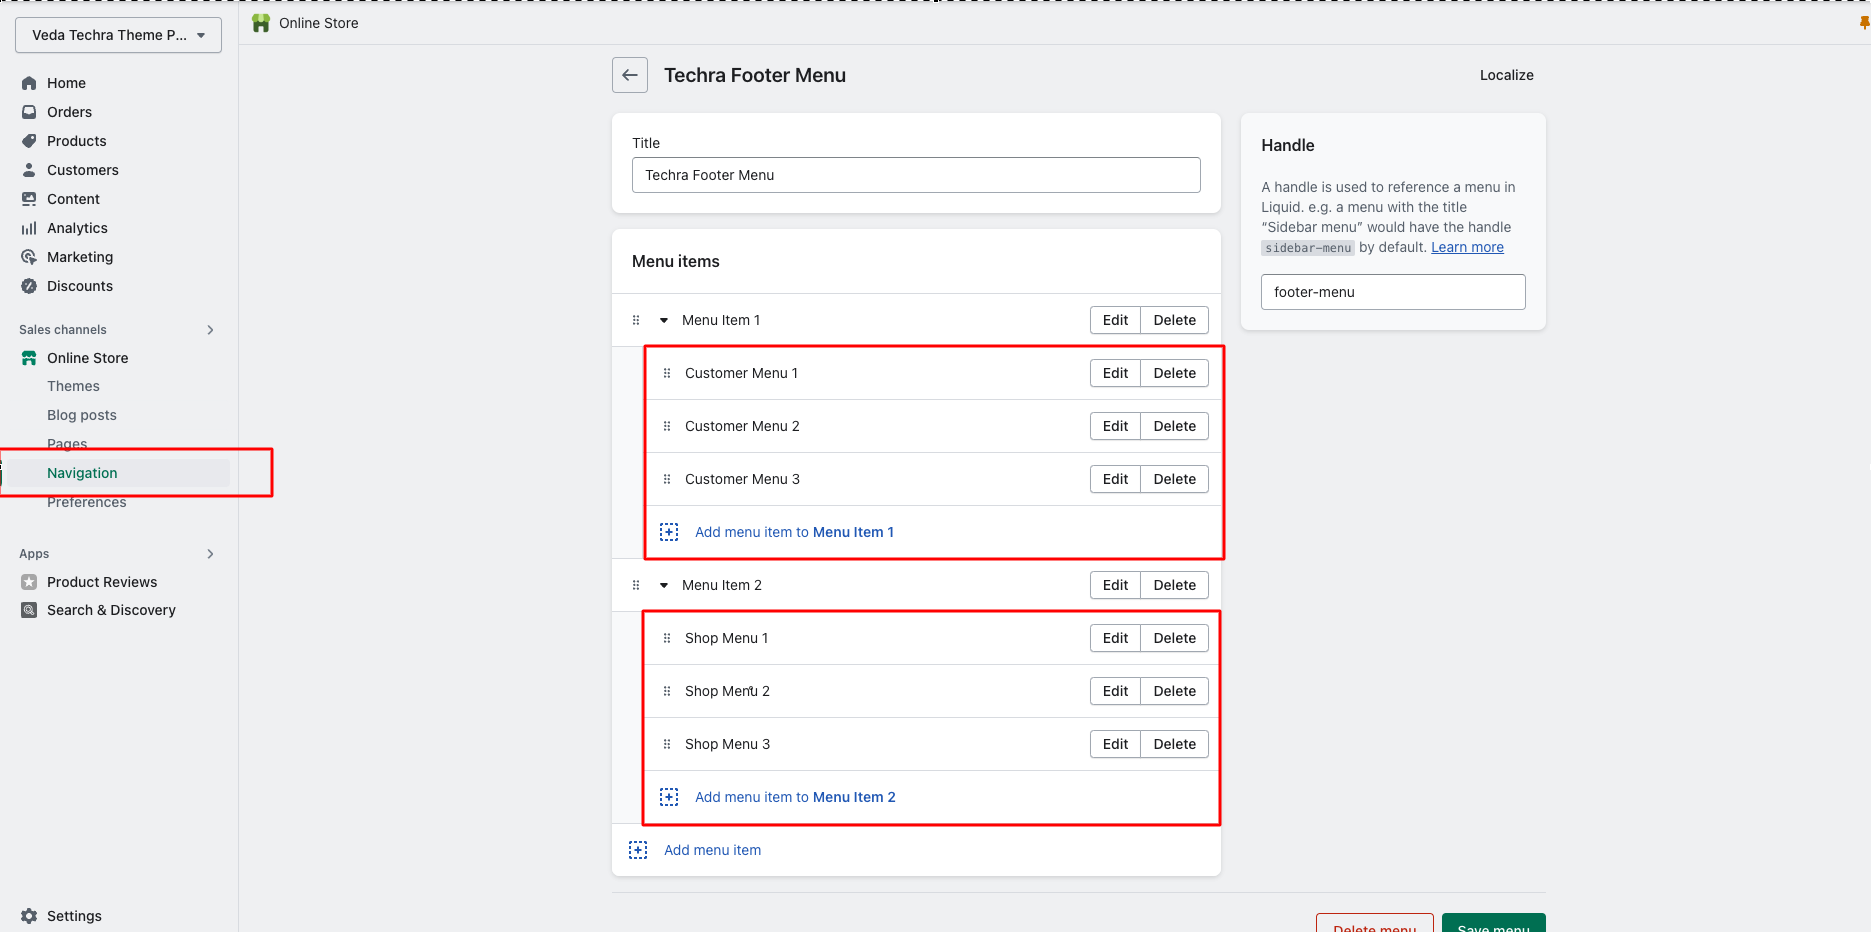 Veda Techra Theme P...
Home
Orders
Products
Customers
Content
Analytics
Marketing
Discounts
Sales channels
Online Store
Themes
Blog posts
Pages
Navigation
Preferences
Apps
Product Reviews
Search & Discovery
Settings
Online Store
Techra Footer Menu
Localize
Title
Techra Footer Menu
Menu items
Menu Item 1 Edit Delete
Customer Menu 1 Edit Delete
Customer Menu 2 Edit Delete
Customer Menu 3 Edit Delete
Add menu item to Menu Item 1
Menu Item 2 Edit Delete
Shop Menu 1 Edit Delete
Shop Menu 2 Edit Delete
Shop Menu 3 Edit Delete
Add menu item to Menu Item 2
Add menu item
Handle
A handle is used to reference a menu in
Liquid. e.g. a menu with the title
“Sidebar menu” would have the handle
sidebar-menu by default. Learn more
footer-menu
Delete menu Save menu